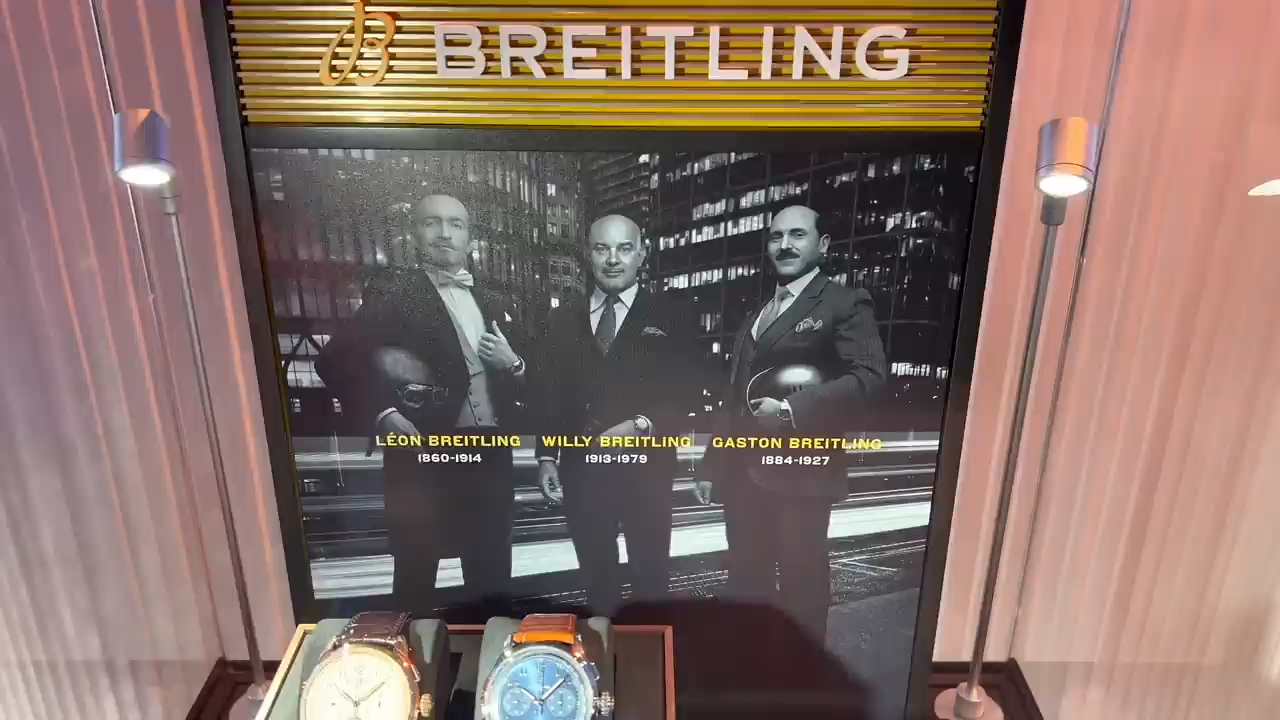 B BREITLING
LÉON BREITLING
1860-1914
WILLY BREITLING
1913-1979
GASTON BREITLING
1884-1927